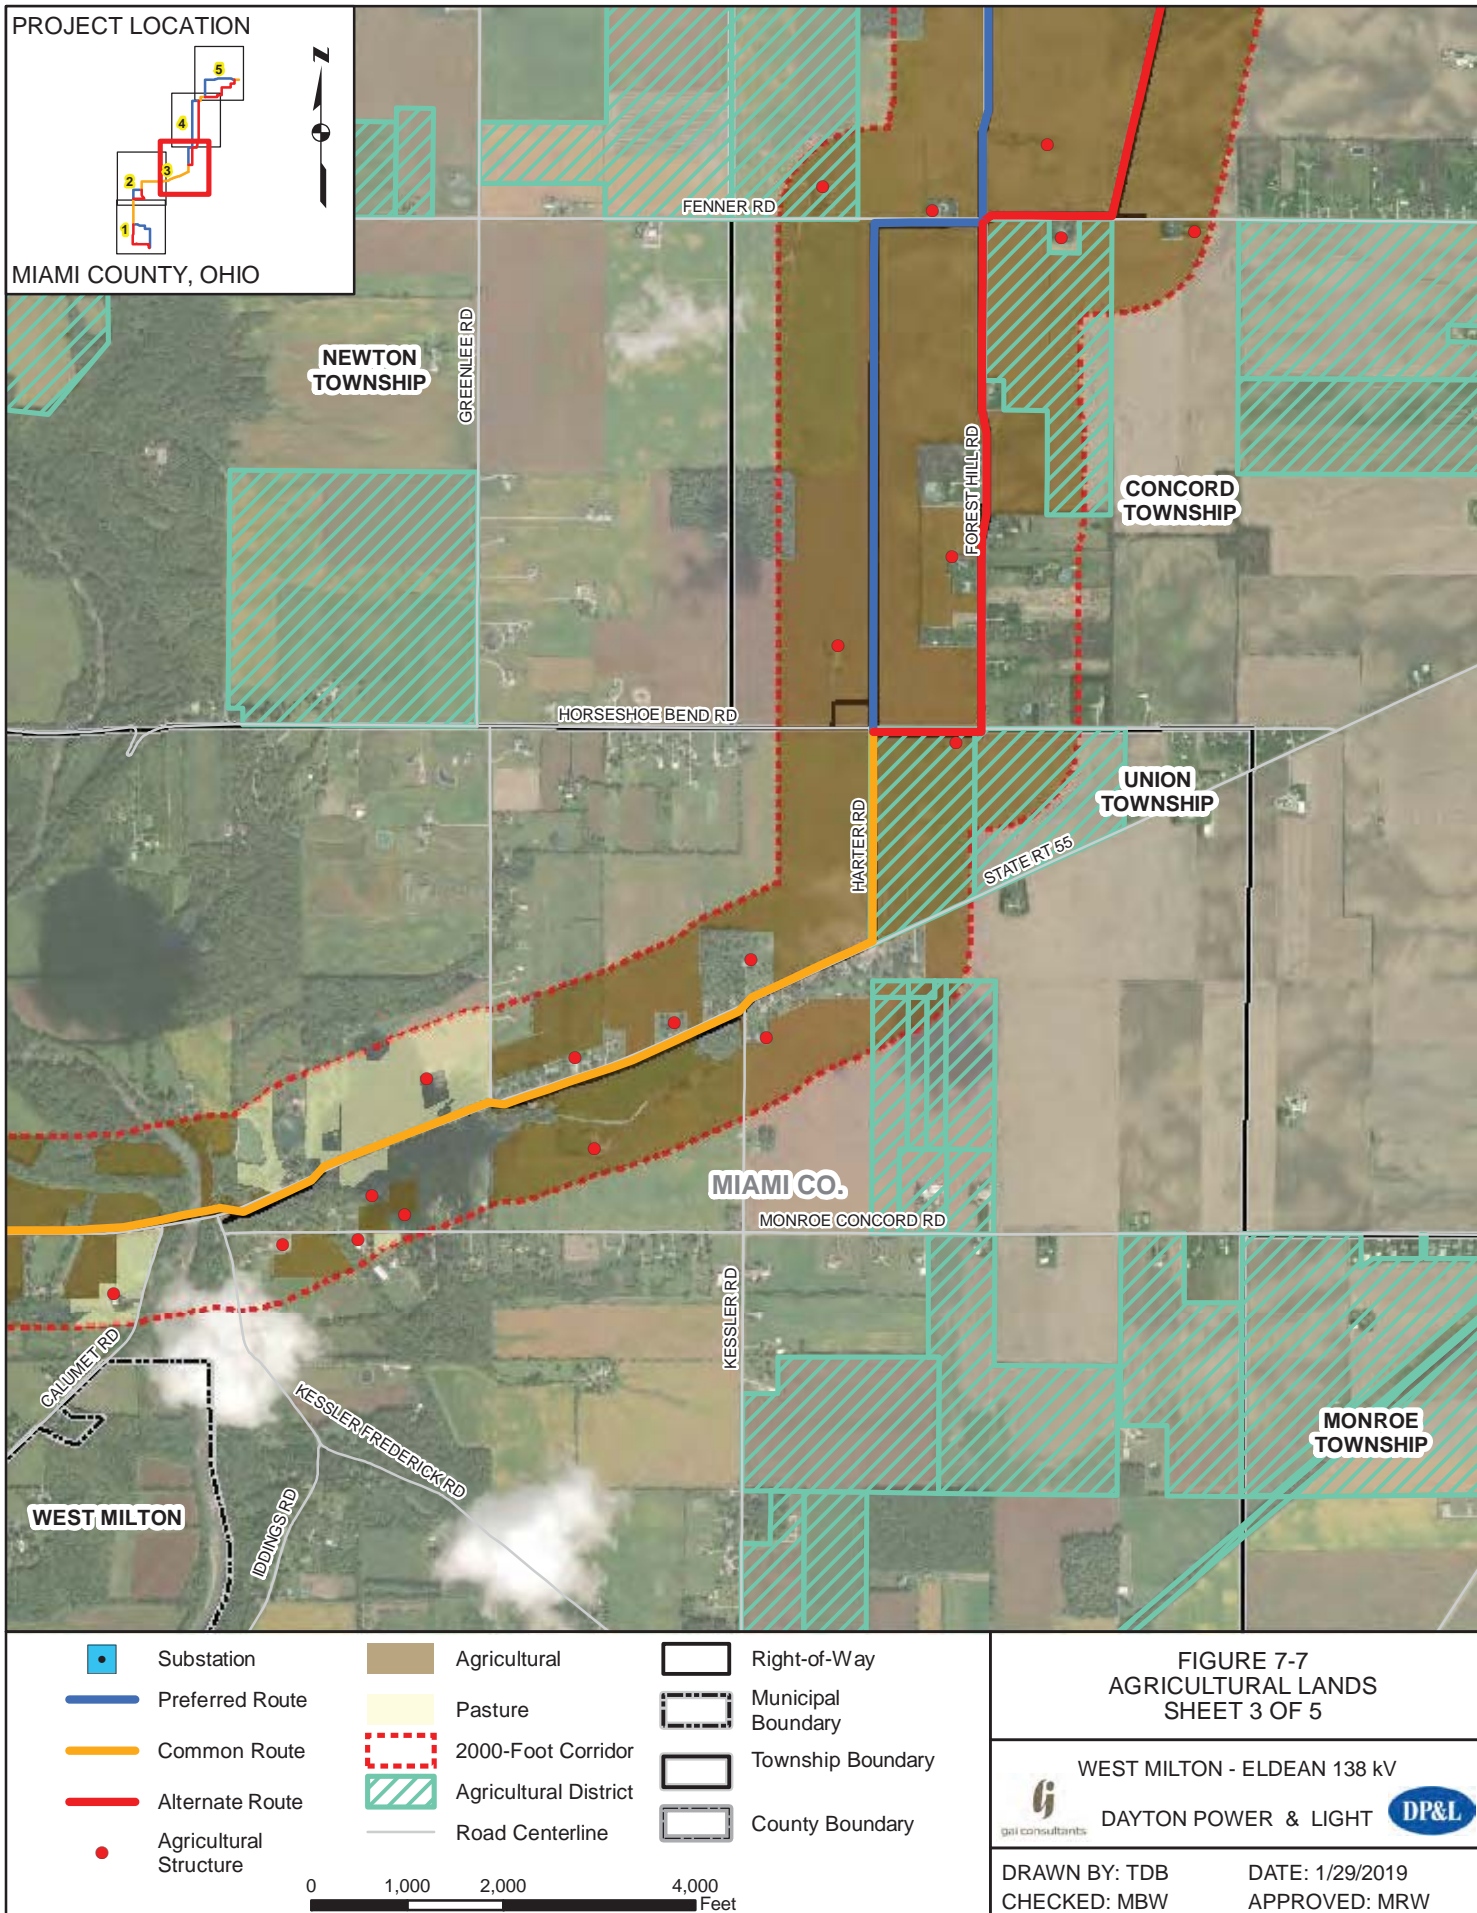 PROJECT LOCATION
5
4
3
2
1
N
MIAMI COUNTY, OHIO
FENNER RD
GREENLEE RD
NEWTON
TOWNSHIP
FOREST HILL RD
CONCORD
TOWNSHIP
HORSESHOE BEND RD
HARTER RD
UNION
TOWNSHIP
STATE RT 55
MIAMI CO.
MONROE CONCORD RD
KESSLER RD
CALUMET RD
KESSLER FREDERICK RD
IDDINGS RD
WEST MILTON
MONROE
TOWNSHIP
Substation
Preferred Route
Common Route
Alternate Route
Agricultural
Structure
Agricultural
Pasture
2000-Foot Corridor
Agricultural District
Road Centerline
Right-of-Way
Municipal
Boundary
Township Boundary
County Boundary
0 1,000 2,000 4,000
Feet
FIGURE 7-7
AGRICULTURAL LANDS
SHEET 3 OF 5
WEST MILTON - ELDEAN 138 kV
gai consultants
DAYTON POWER & LIGHT
DP&L
DRAWN BY: TDB DATE: 1/29/2019
CHECKED: MBW APPROVED: MRW